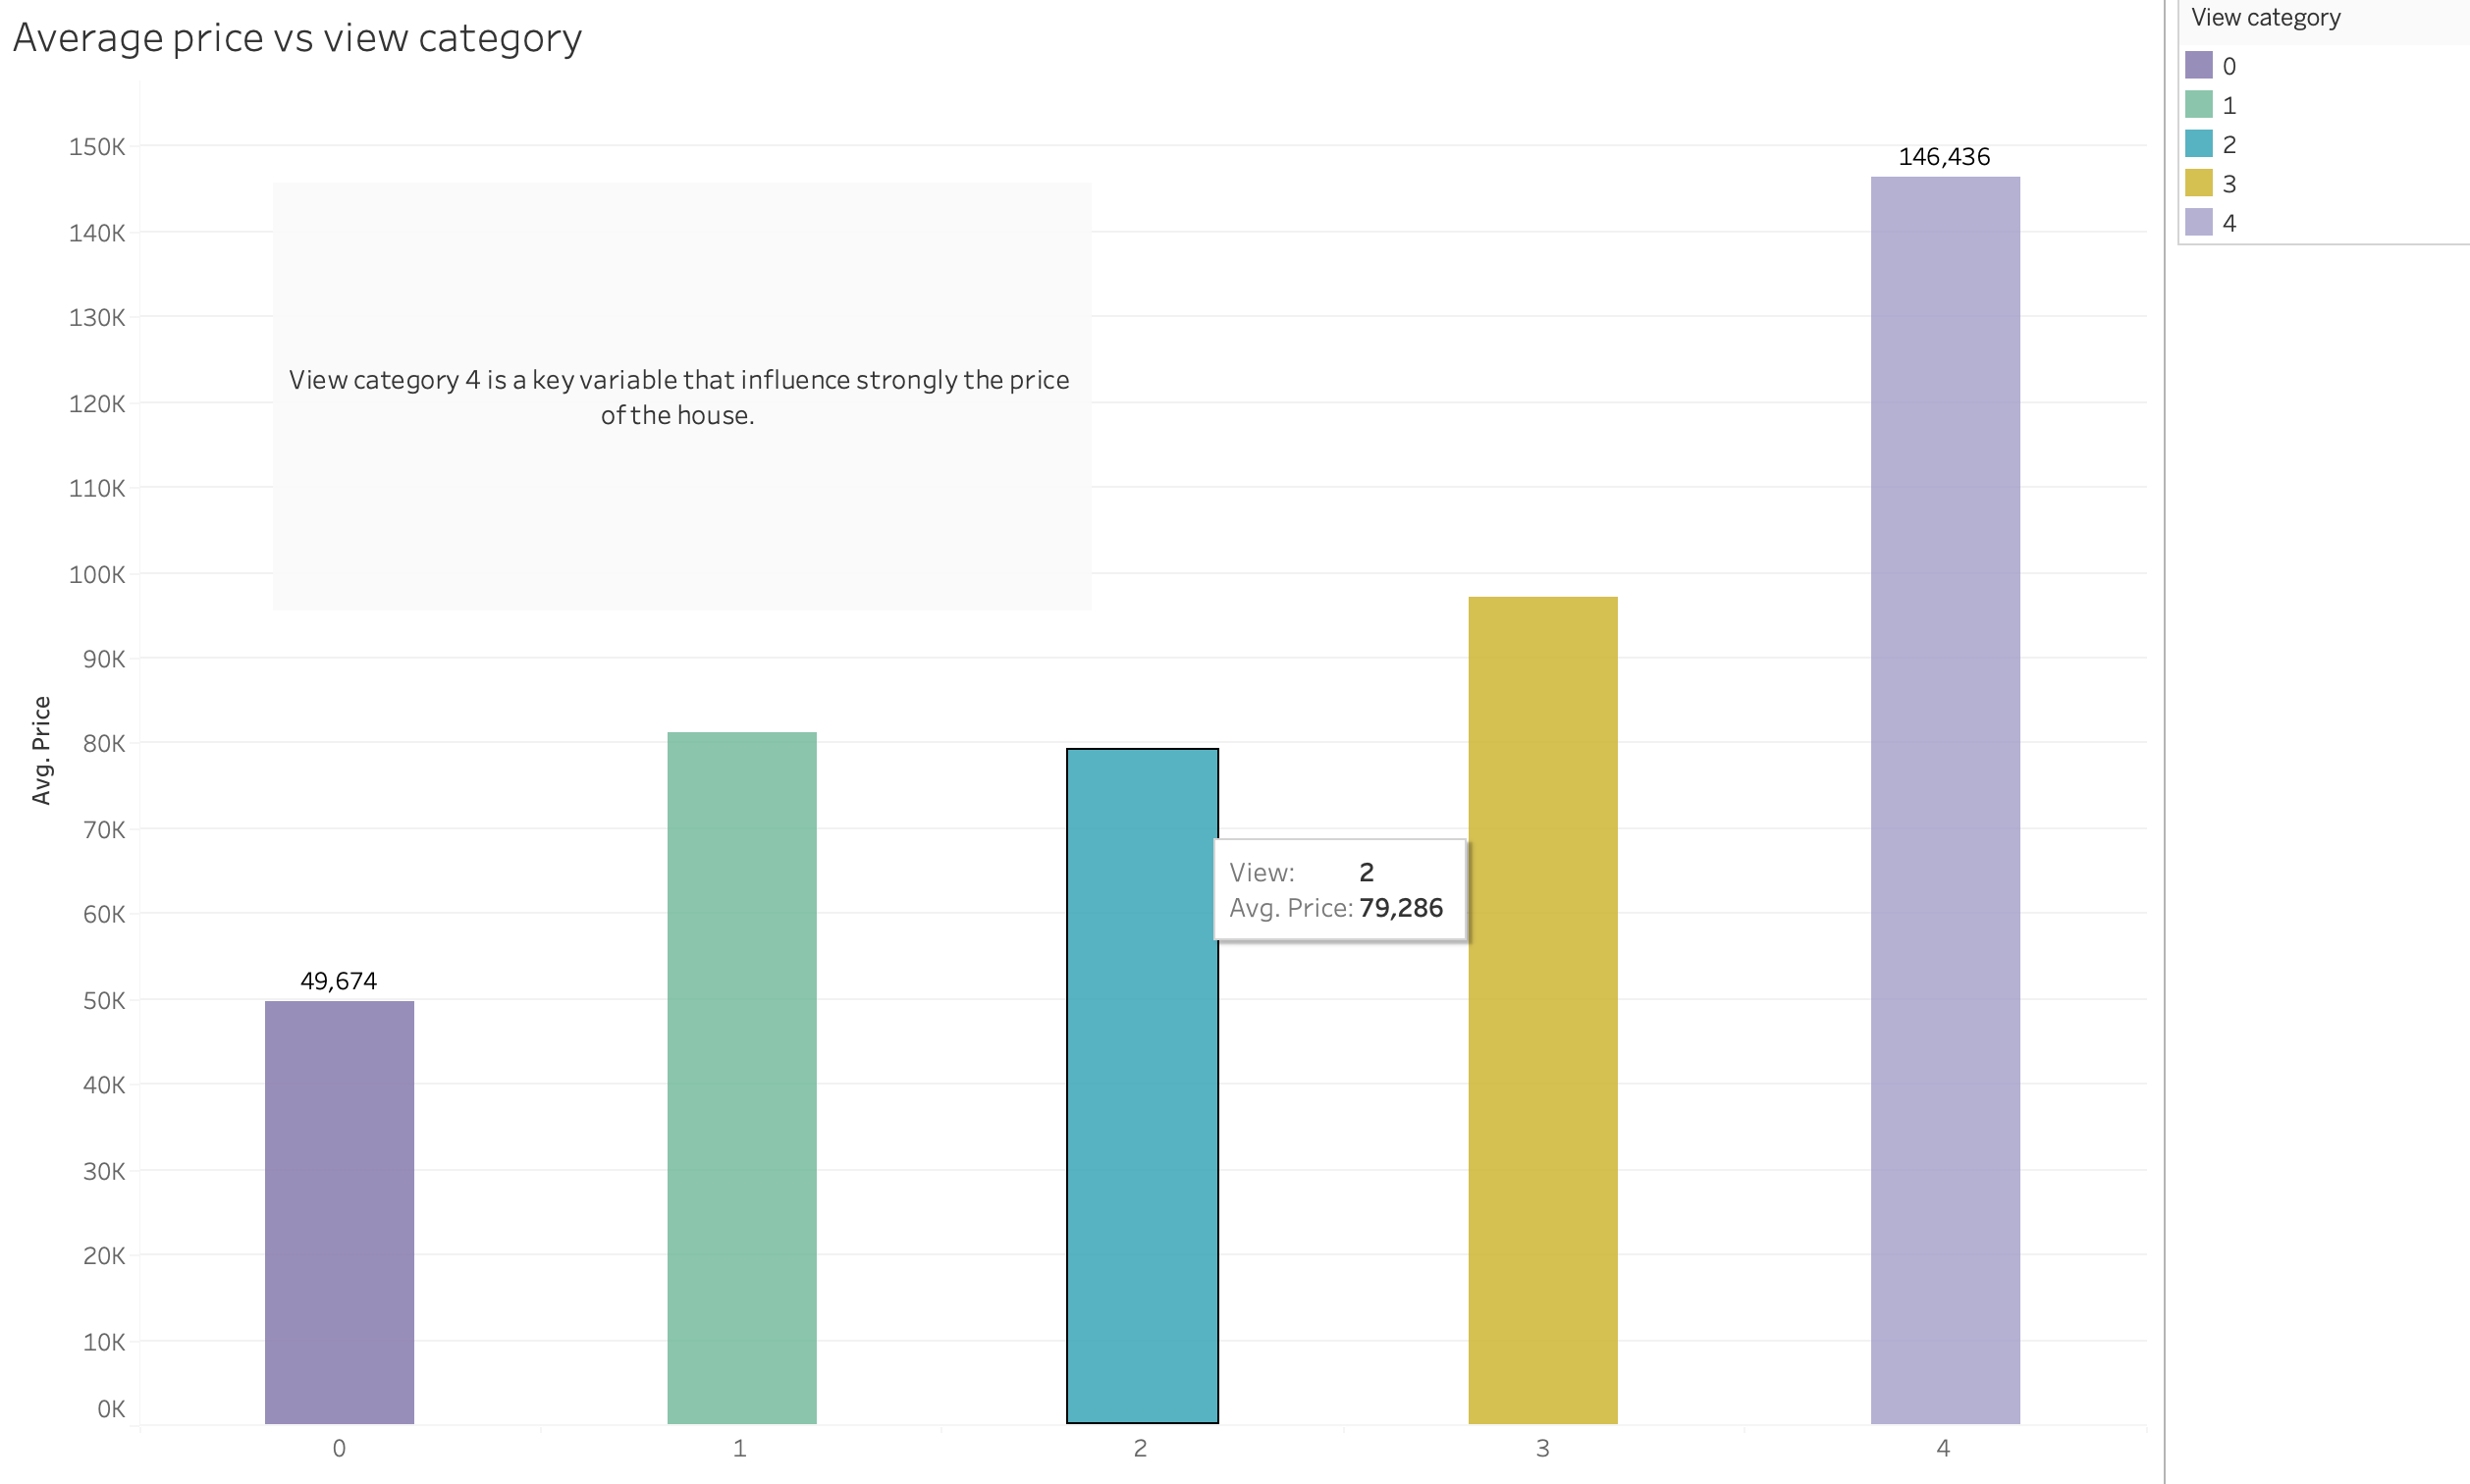 Average price vs view category
View category
0
1
2
3
4
150K
140K
130K
120K
110K
100K
90K
80K
70K
60K
50K
40K
30K
20K
10K
0K
Avg. Price
View category 4 is a key variable that influence strongly the price
of the house.
146,436
49,674
View: 2
Avg. Price: 79,286
0 1 2 3 4